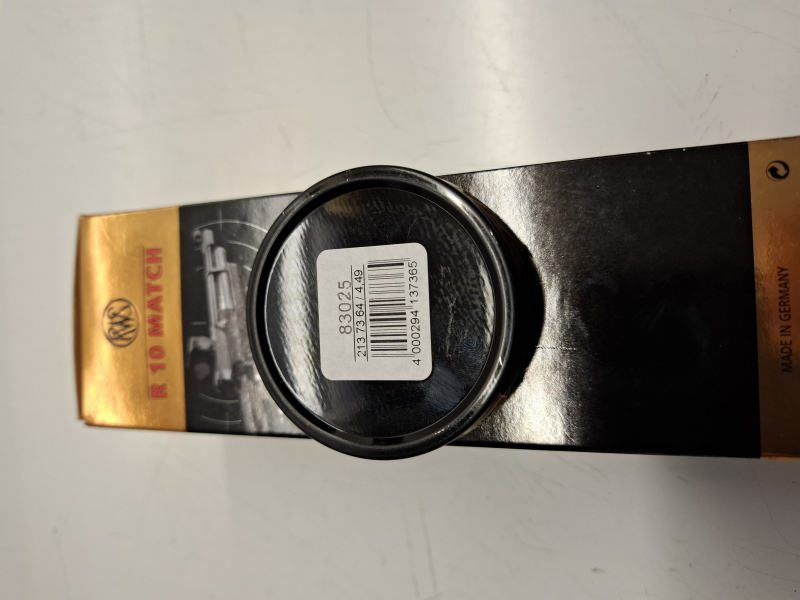 RWS
R 10 MATCH
83025
213 73 64 / 4.49
4 000294 137365
MADE IN GERMANY